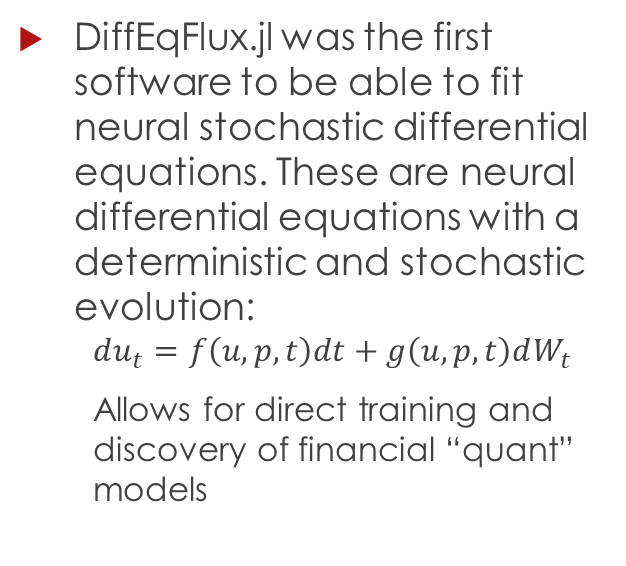 DiffEqFlux.jl was the first
software to be able to fit
neural stochastic differential
equations. These are neural
differential equations with a
deterministic and stochastic
evolution:
du_t = f(u, p, t)dt + g(u, p, t)dW_t
Allows for direct training and
discovery of financial “quant”
models